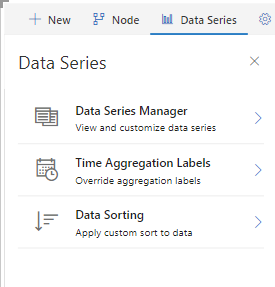 New Node Data Series
Data Series
Data Series Manager
View and customize data series
Time Aggregation Labels
Override aggregation labels
Data Sorting
Apply custom sort to data